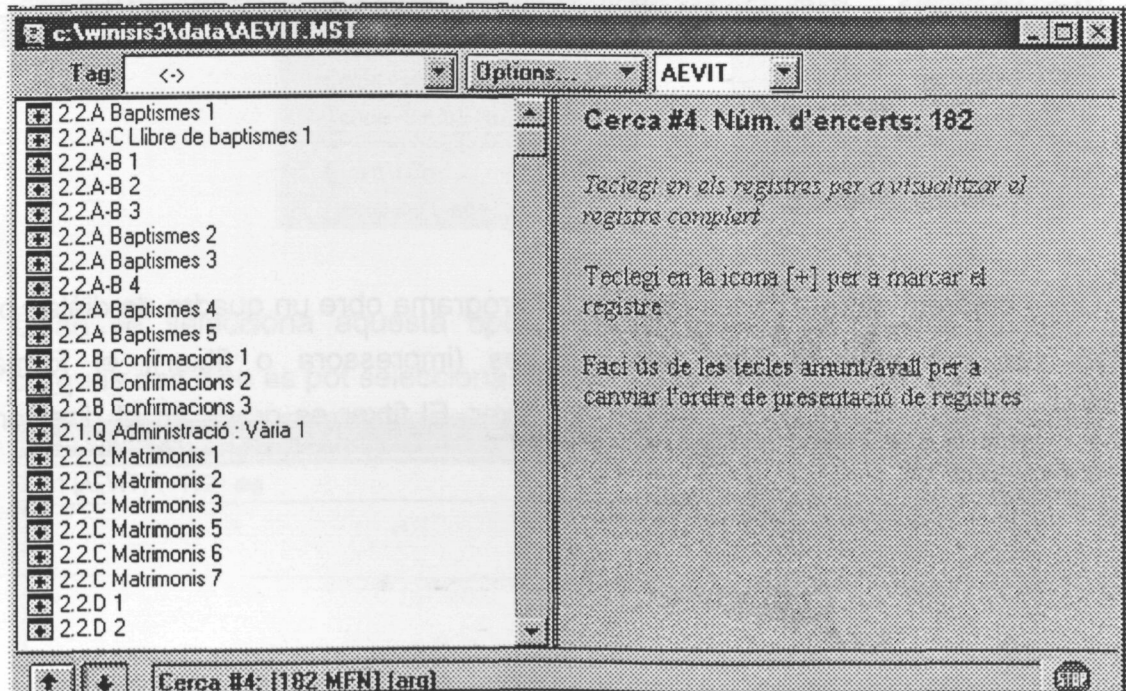 c:\winisis3\data\AEVIT.MST
Tag: <-> Options... AEVIT
2.2.A Baptismes 1
2.2.A-C Llibre de baptismes 1
2.2.A-B 1
2.2.A-B 2
2.2.A-B 3
2.2.A Baptismes 2
2.2.A Baptismes 3
2.2.A-B 4
2.2.A Baptismes 4
2.2.A Baptismes 5
2.2.B Confirmacions 1
2.2.B Confirmacions 2
2.2.B Confirmacions 3
2.1.Q Administració : Vària 1
2.2.C Matrimonis 1
2.2.C Matrimonis 2
2.2.C Matrimonis 3
2.2.C Matrimonis 5
2.2.C Matrimonis 6
2.2.C Matrimonis 7
2.2.D 1
2.2.D 2
Cerca #4. Núm. d'encerts: 182
Teclegi en els registres per a visualitzar el
registre complert
Teclegi en la icona [+] per a marcar el
registre
Faci ús de les tecles amunt/avall per a
canviar l'ordre de presentació de registres
Cerca #4: [182 MFN] (arg)
STOP